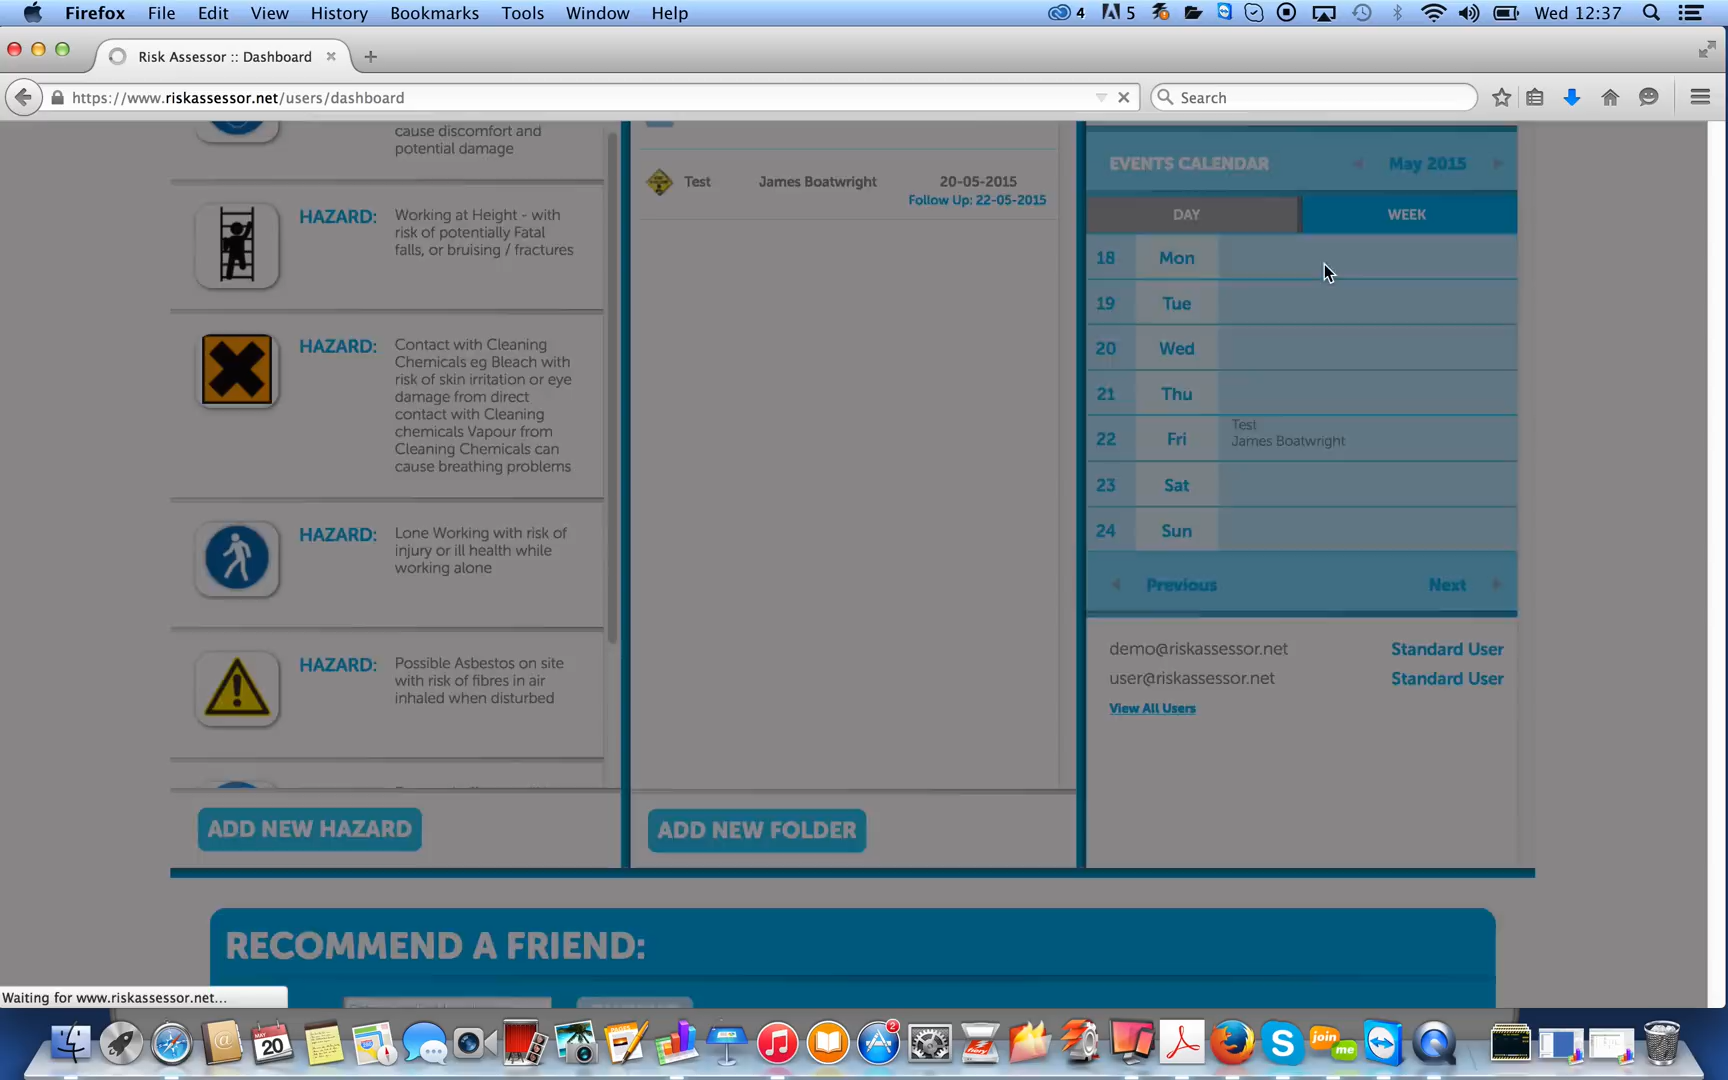 Firefox File Edit View History Bookmarks Tools Window Help
4 5 Wed 12:37
Risk Assessor :: Dashboard
https://www.riskassessor.net/users/dashboard
Search
cause discomfort and
potential damage
HAZARD: Working at Height - with
risk of potentially Fatal
falls, or bruising / fractures
HAZARD: Contact with Cleaning
Chemicals eg Bleach with
risk of skin irritation or eye
damage from direct
contact with Cleaning
chemicals Vapour from
Cleaning Chemicals can
cause breathing problems
HAZARD: Lone Working with risk of
injury or ill health while
working alone
HAZARD: Possible Asbestos on site
with risk of fibres in air
inhaled when disturbed
ADD NEW HAZARD
Test James Boatwright 20-05-2015
Follow Up: 22-05-2015
ADD NEW FOLDER
EVENTS CALENDAR May 2015
DAY WEEK
18 Mon
19 Tue
20 Wed
21 Thu
22 Fri Test
James Boatwright
23 Sat
24 Sun
Previous Next
demo@riskassessor.net Standard User
user@riskassessor.net Standard User
View All Users
RECOMMEND A FRIEND:
Waiting for www.riskassessor.net...
MAY
20
2
join
me